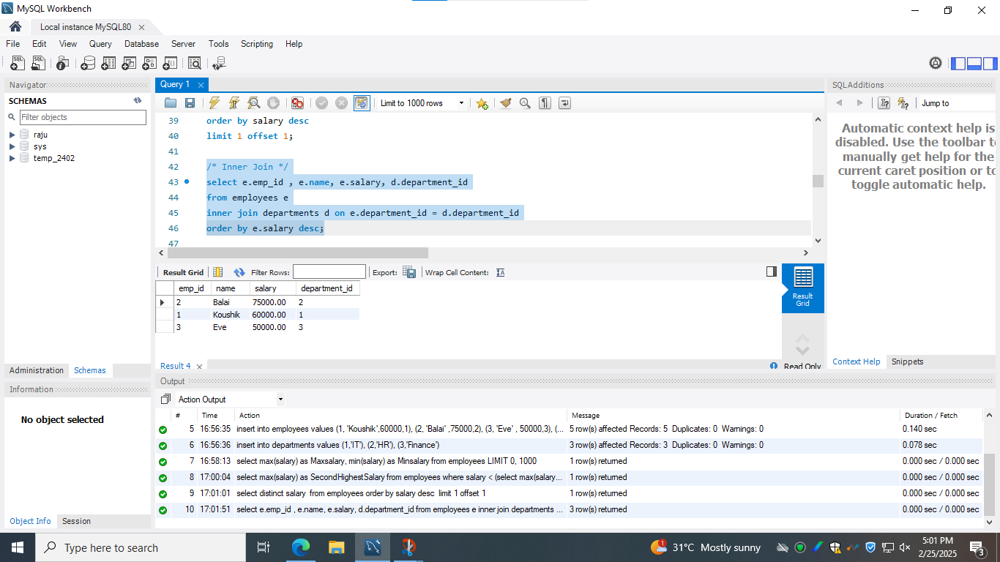 MySQL Workbench
Local instance MySQL80
File Edit View Query Database Server Tools Scripting Help
Navigator
SCHEMAS
Filter objects
raju
sys
temp_2402
Administration Schemas
Information
No object selected
Object Info Session
Query 1
Limit to 1000 rows
39 order by salary desc
40 limit 1 offset 1;
41
42 /* Inner Join */
43 select e.emp_id , e.name, e.salary, d.department_id
44 from employees e
45 inner join departments d on e.department_id = d.department_id
46 order by e.salary desc;
47
Result Grid Filter Rows: Export: Wrap Cell Content:
emp_id name salary department_id
2 Balai 75000.00 2
1 Koushik 60000.00 1
3 Eve 50000.00 3
Result Grid
Result 4
Read Only
SQLAdditions
Jump to
Automatic context help is
disabled. Use the toolbar to
manually get help for the
current caret position or to
toggle automatic help.
Context Help Snippets
Output
Action Output
# Time Action Message Duration / Fetch
5 16:56:35 insert into employees values (1, 'Koushik',60000,1), (2, 'Balai' ,75000,2), (3, 'Eve' , 50000,3), (... 5 row(s) affected Records: 5 Duplicates: 0 Warnings: 0 0.140 sec
6 16:56:36 insert into departments values (1,'IT'), (2,'HR'), (3,'Finance') 3 row(s) affected Records: 3 Duplicates: 0 Warnings: 0 0.078 sec
7 16:58:13 select max(salary) as Maxsalary, min(salary) as Minsalary from employees LIMIT 0, 1000 1 row(s) returned 0.000 sec / 0.000 sec
8 17:00:04 select max(salary) as SecondHighestSalary from employees where salary < (select max(salary... 1 row(s) returned 0.000 sec / 0.000 sec
9 17:01:01 select distinct salary from employees order by salary desc limit 1 offset 1 1 row(s) returned 0.000 sec / 0.000 sec
10 17:01:51 select e.emp_id , e.name, e.salary, d.department_id from employees e inner join departments ... 3 row(s) returned 0.000 sec / 0.000 sec
Type here to search
1
31°C Mostly sunny
5:01 PM
2/25/2025
3